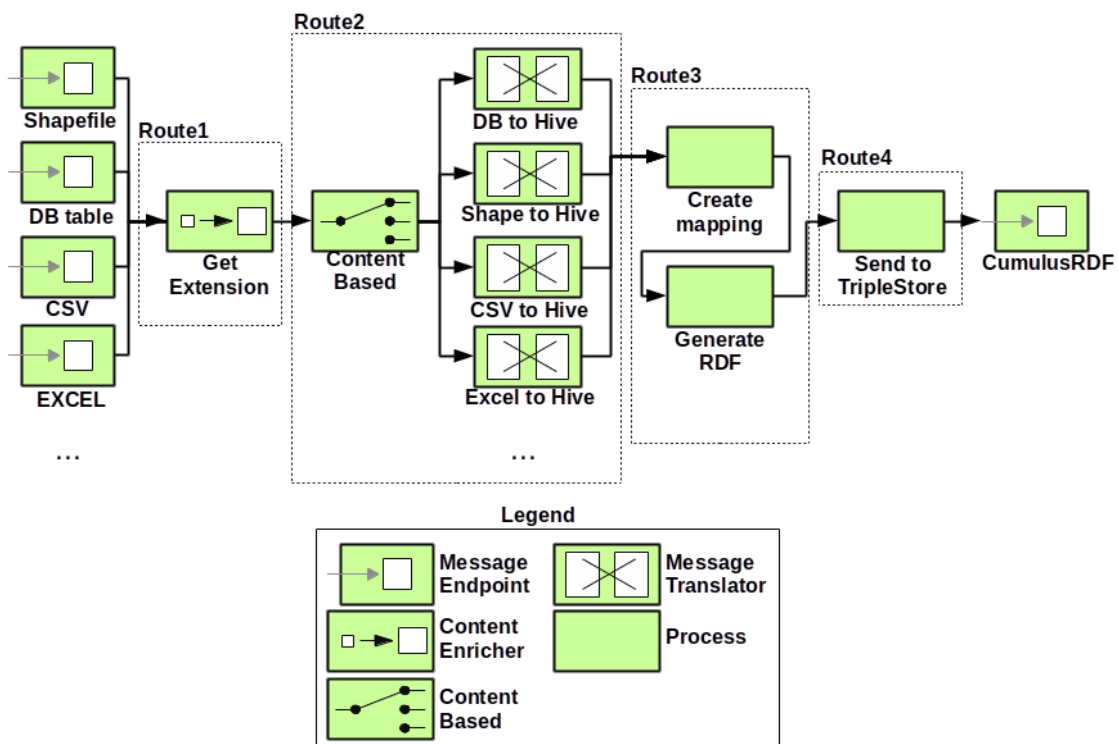 Route2
Shapefile
DB table
CSV
EXCEL
...
Route1
Get
Extension
Content
Based
DB to Hive
Shape to Hive
CSV to Hive
Excel to Hive
...
Route3
Create
mapping
Generate
RDF
Route4
Send to
TripleStore
CumulusRDF
Legend
Message
Endpoint
Message
Translator
Content
Enricher
Process
Content
Based